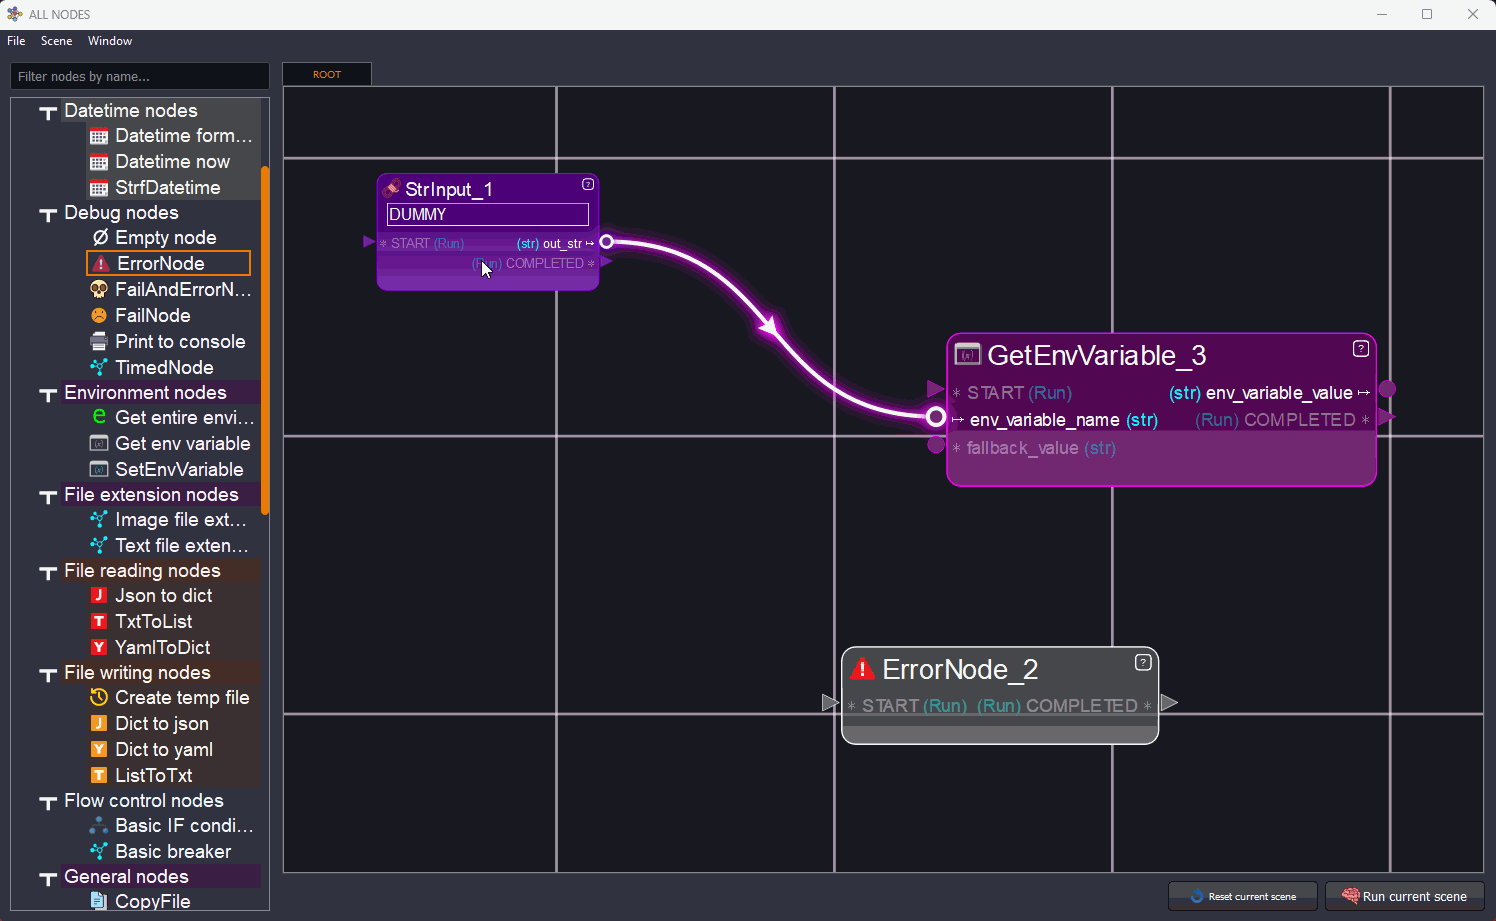 ALL NODES
File Scene Window
Filter nodes by name...
ROOT
Datetime nodes
Datetime form...
Datetime now
StrfDatetime
Debug nodes
Empty node
ErrorNode
FailAndErrorN...
FailNode
Print to console
TimedNode
Environment nodes
Get entire envi...
Get env variable
SetEnvVariable
File extension nodes
Image file ext...
Text file exten...
File reading nodes
Json to dict
TxtToList
YamlToDict
File writing nodes
Create temp file
Dict to json
Dict to yaml
ListToTxt
Flow control nodes
Basic IF condi...
Basic breaker
General nodes
CopyFile
StrInput_1
DUMMY
* START (Run) (str) out_str ↦
(Run) COMPLETED *
GetEnvVariable_3
* START (Run) (str) env_variable_value ↦
↦ env_variable_name (str) (Run) COMPLETED *
* fallback_value (str)
ErrorNode_2
* START (Run) (Run) COMPLETED *
Reset current scene
Run current scene